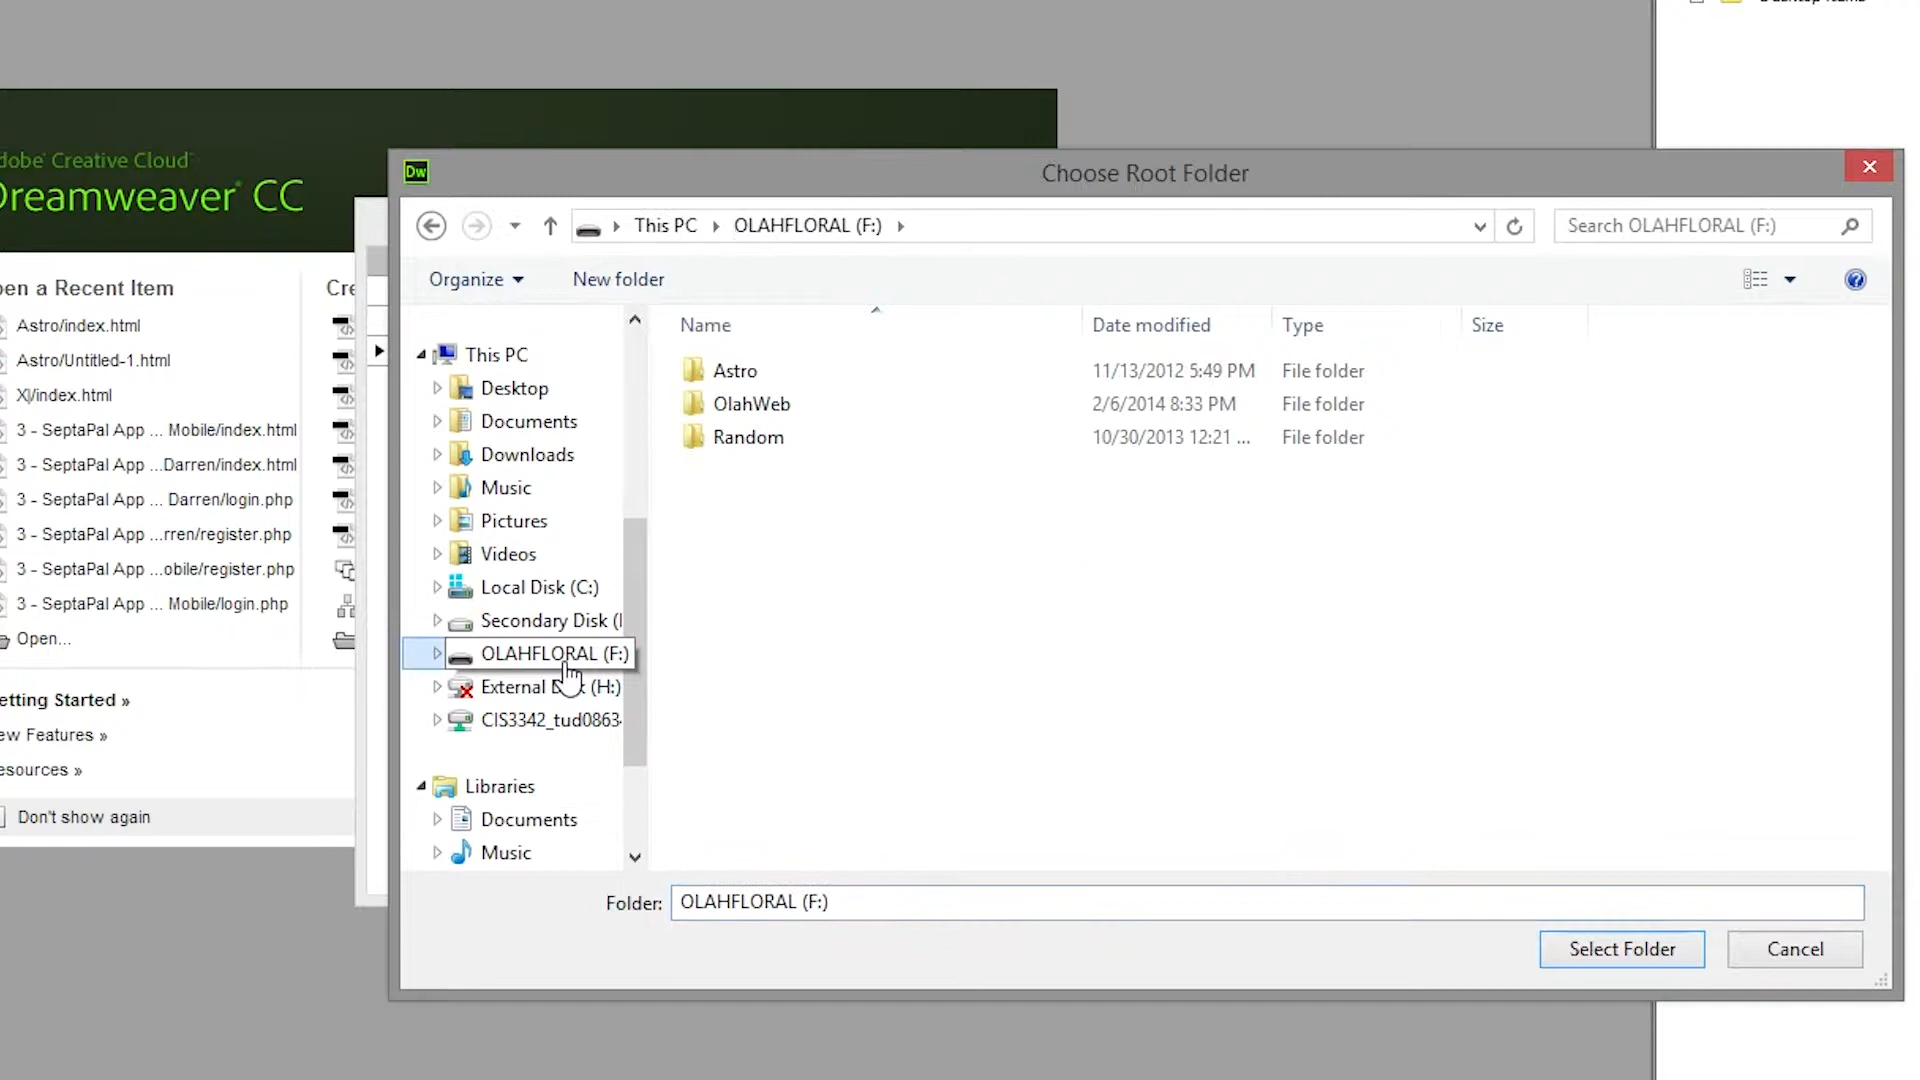 dobe® Creative Cloud™
Dreamweaver® CC
pen a Recent Item
Astro/index.html
Astro/Untitled-1.html
X/index.html
3 - SeptaPal App ... Mobile/index.html
3 - SeptaPal App ...Darren/index.html
3 - SeptaPal App ... Darren/login.php
3 - SeptaPal App ...rren/register.php
3 - SeptaPal App ...obile/register.php
3 - SeptaPal App ... Mobile/login.php
Open...
Cre
etting Started »
ew Features »
esources »
Don't show again
Dw
Choose Root Folder
This PC
OLAHFLORAL (F:)
Search OLAHFLORAL (F:)
Organize
New folder
This PC
Desktop
Documents
Downloads
Music
Pictures
Videos
Local Disk (C:)
Secondary Disk (
OLAHFLORAL (F:)
External D k (H:)
CIS3342_tud0863
Libraries
Documents
Music
Name Date modified Type Size
Astro 11/13/2012 5:49 PM File folder
OlahWeb 2/6/2014 8:33 PM File folder
Random 10/30/2013 12:21 ... File folder
Folder: OLAHFLORAL (F:)
Select Folder
Cancel